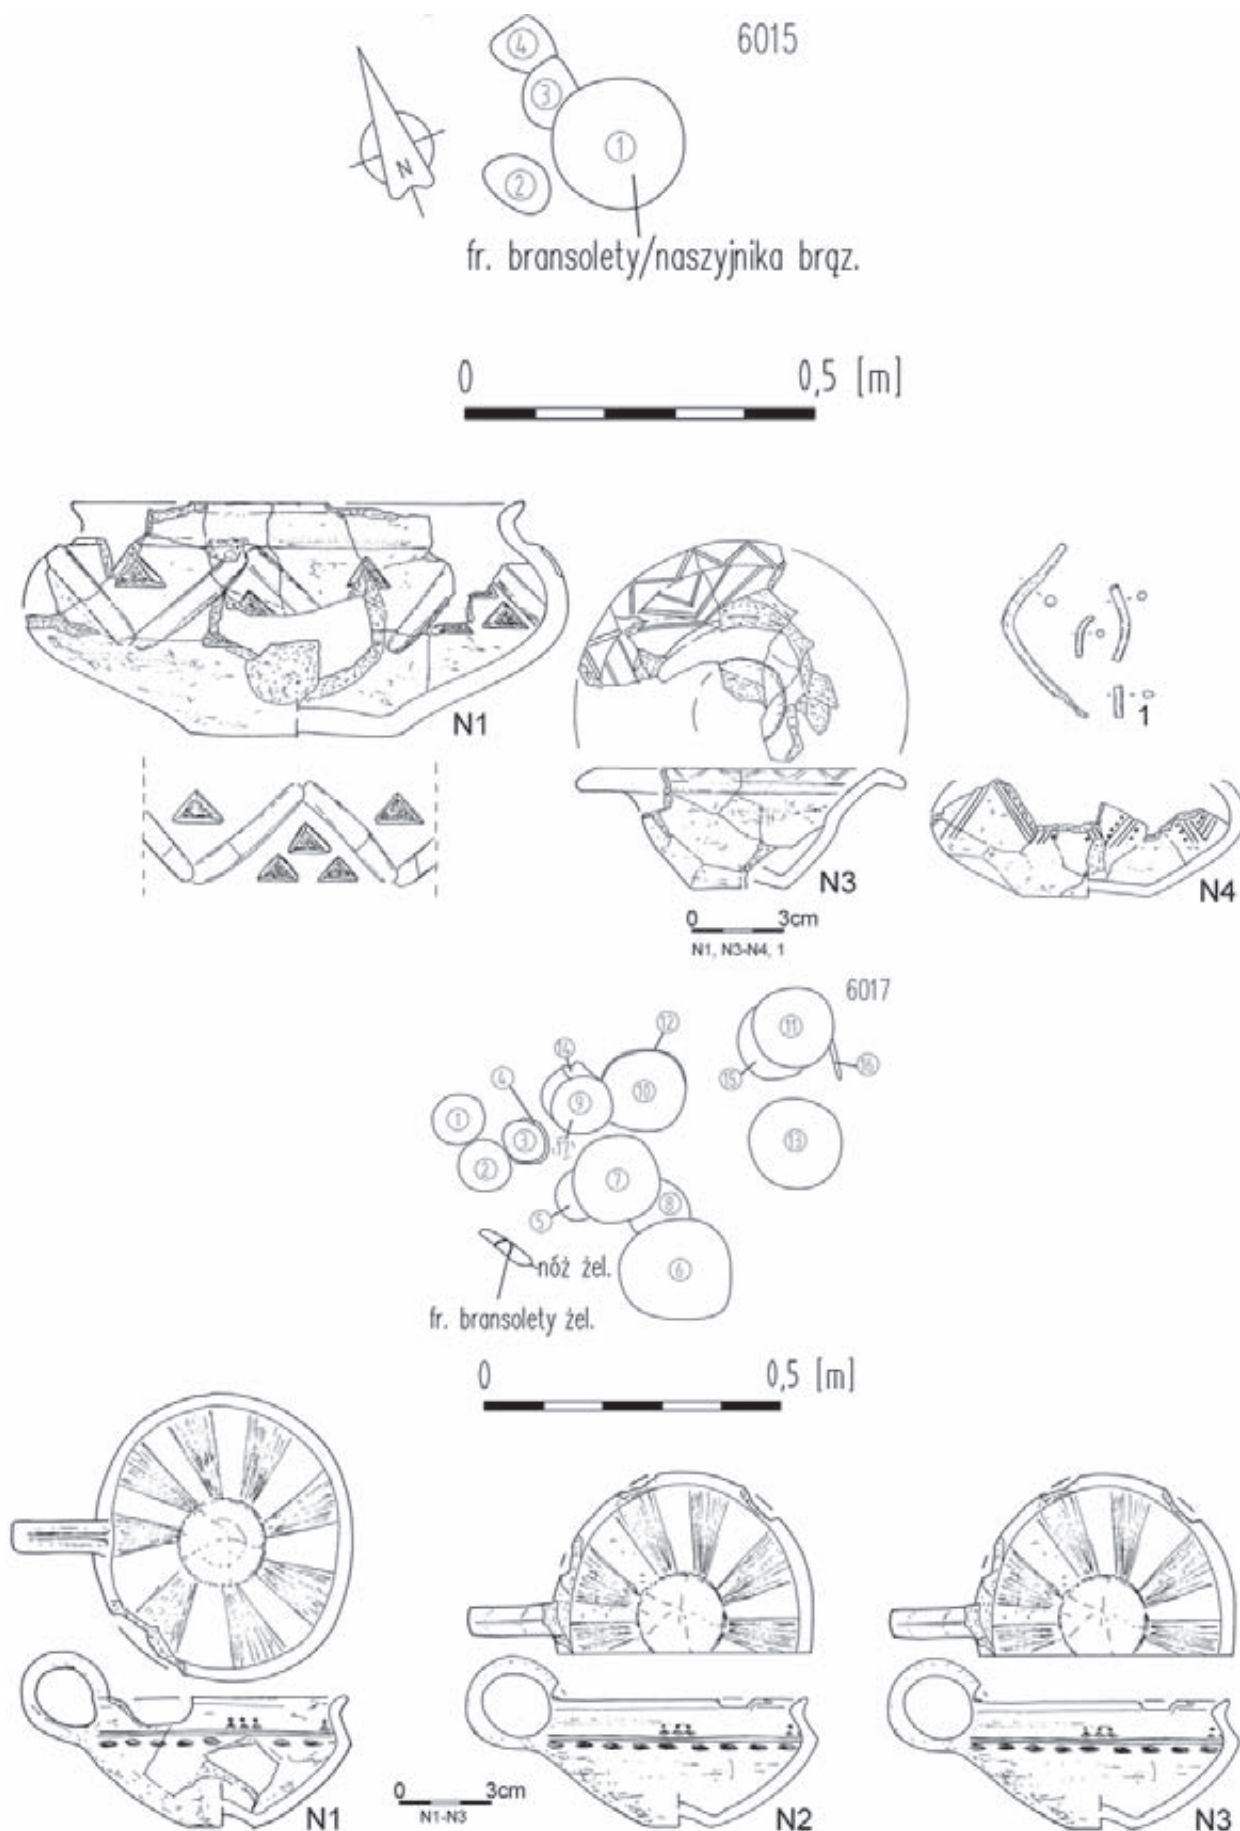 6015
4
3
1
2
N
fr. bransolety/naszyjnika brąz.
0 0,5 [m]
N1
N3
1
N4
0 3cm
N1, N3-N4, 1
6017
12
11
14
4
15
16
9
10
1
3
17
13
2
7
5
8
nóż żel.
6
fr. bransolety żel.
0 0,5 [m]
N1
0 3cm
N1-N3
N2
N3